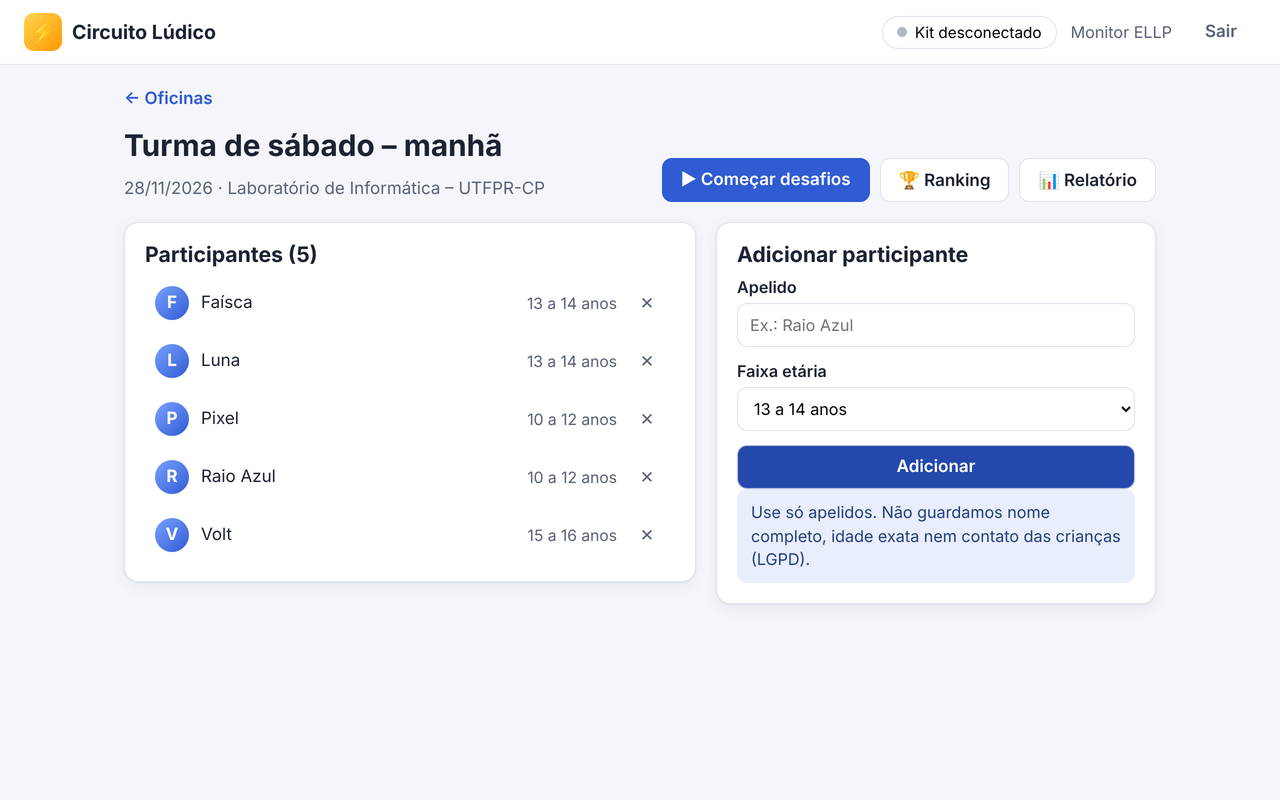 ⚡ Circuito Lúdico
Kit desconectado
Monitor ELLP
Sair
← Oficinas
Turma de sábado – manhã
28/11/2026 · Laboratório de Informática – UTFPR-CP
▶ Começar desafios
🏆 Ranking
📊 Relatório
Participantes (5)
F Faísca 13 a 14 anos ✕
L Luna 13 a 14 anos ✕
P Pixel 10 a 12 anos ✕
R Raio Azul 10 a 12 anos ✕
V Volt 15 a 16 anos ✕
Adicionar participante
Apelido
Ex.: Raio Azul
Faixa etária
13 a 14 anos
Adicionar
Use só apelidos. Não guardamos nome
completo, idade exata nem contato das crianças
(LGPD).